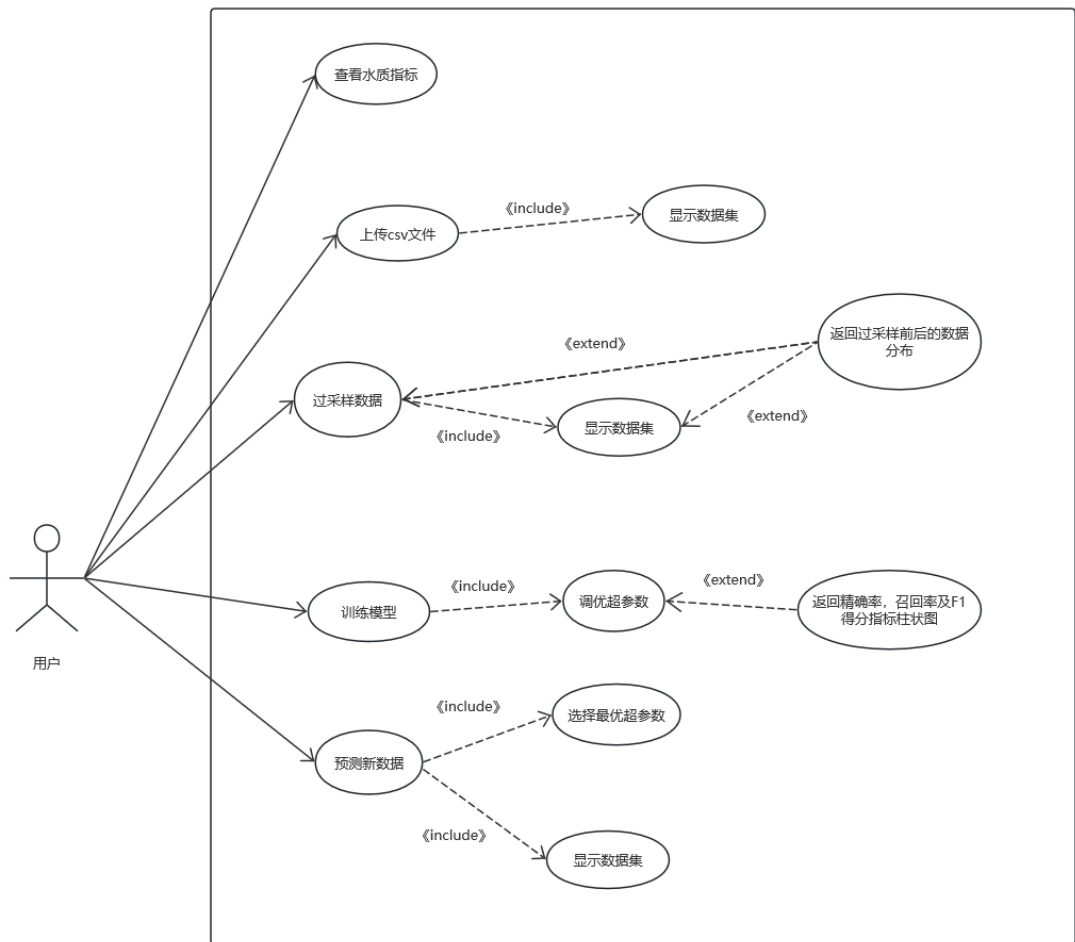 查看水质指标
《include》
显示数据集
上传csv文件
《extend》
返回过采样前后的数据
分布
过采样数据
《include》
显示数据集
《extend》
用户
训练模型
《include》
调优超参数
《extend》
返回精确率，召回率及F1
得分指标柱状图
《include》
选择最优超参数
预测新数据
《include》
显示数据集